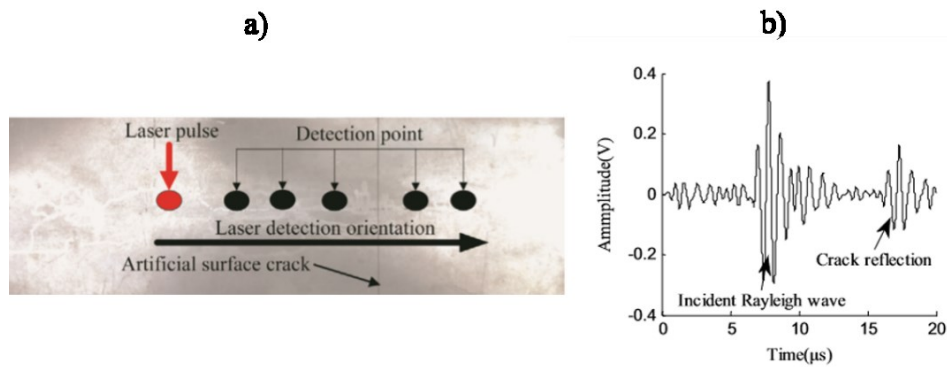 a)
Laser pulse
Detection point
Laser detection orientation
Artificial surface crack
b)
Ammplitude(V)
0.4
0.2
0
-0.2
-0.4
Incident Rayleigh wave
Crack reflection
0 5 10 15 20
Time(μs)